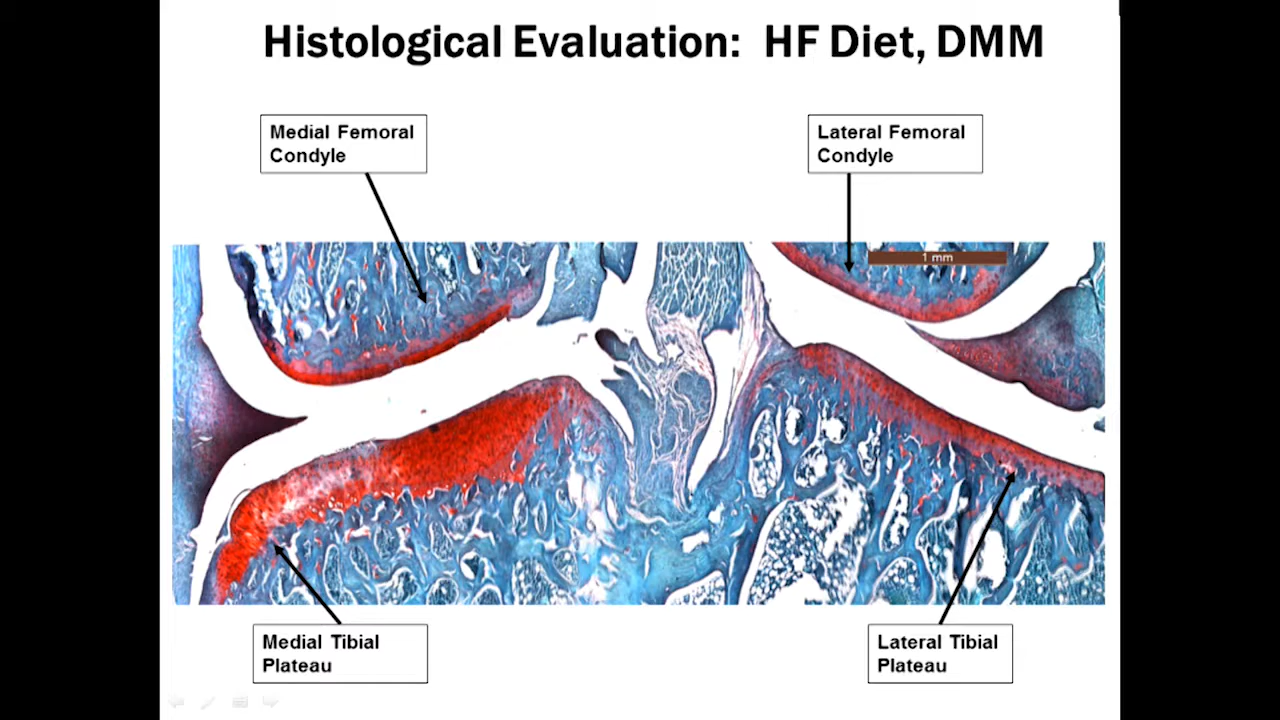 Histological Evaluation: HF Diet, DMM
Medial Femoral
Condyle
Lateral Femoral
Condyle
1 mm
Medial Tibial
Plateau
Lateral Tibial
Plateau